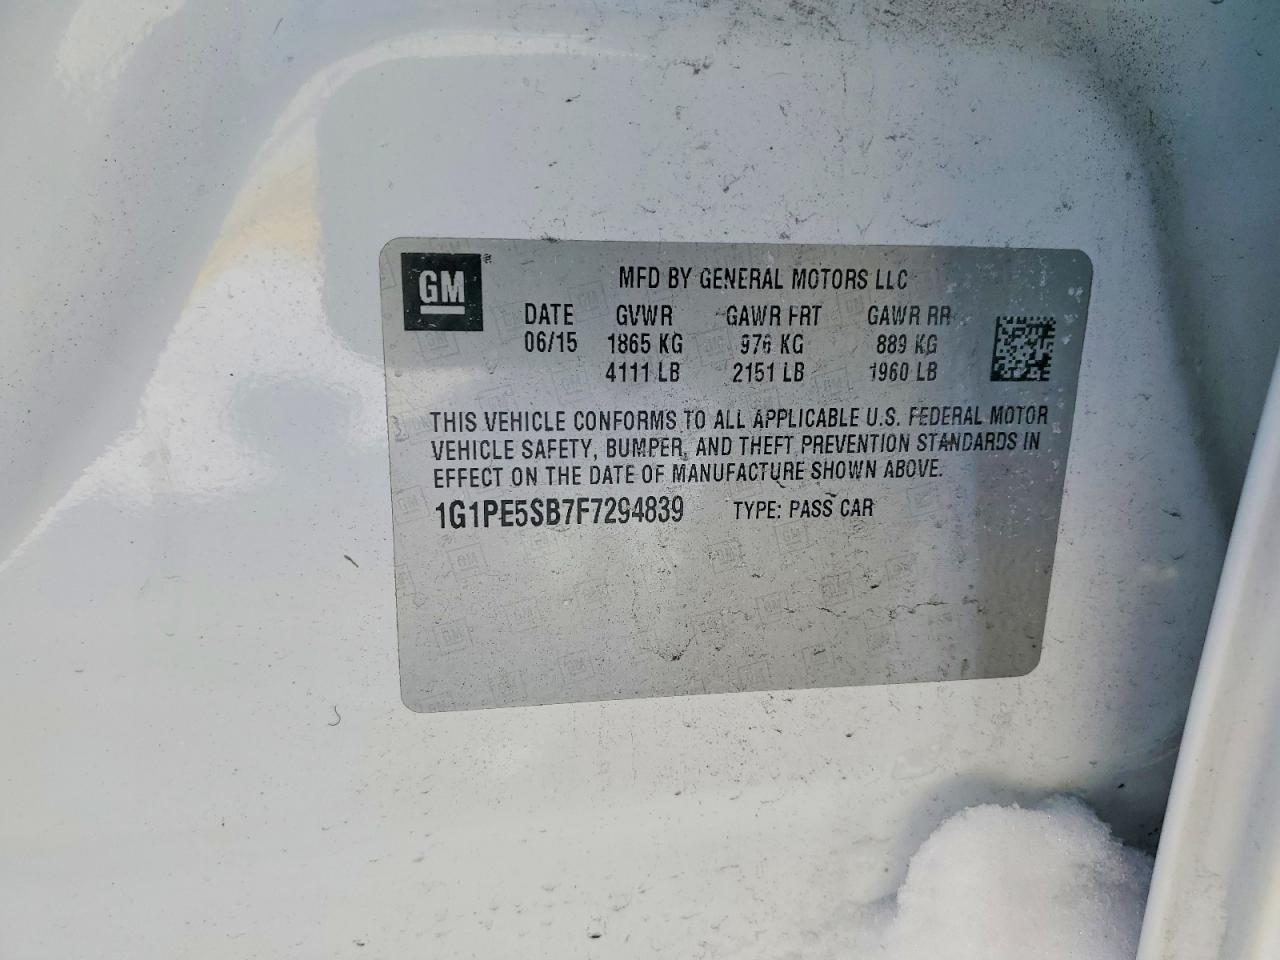 GM
MFD BY GENERAL MOTORS LLC
DATE GVWR GAWR FRT GAWR RR
06/15 1865 KG 976 KG 889 KG
4111 LB 2151 LB 1960 LB
THIS VEHICLE CONFORMS TO ALL APPLICABLE U.S. FEDERAL MOTOR
VEHICLE SAFETY, BUMPER, AND THEFT PREVENTION STANDARDS IN
EFFECT ON THE DATE OF MANUFACTURE SHOWN ABOVE.
1G1PE5SB7F7294839 TYPE: PASS CAR